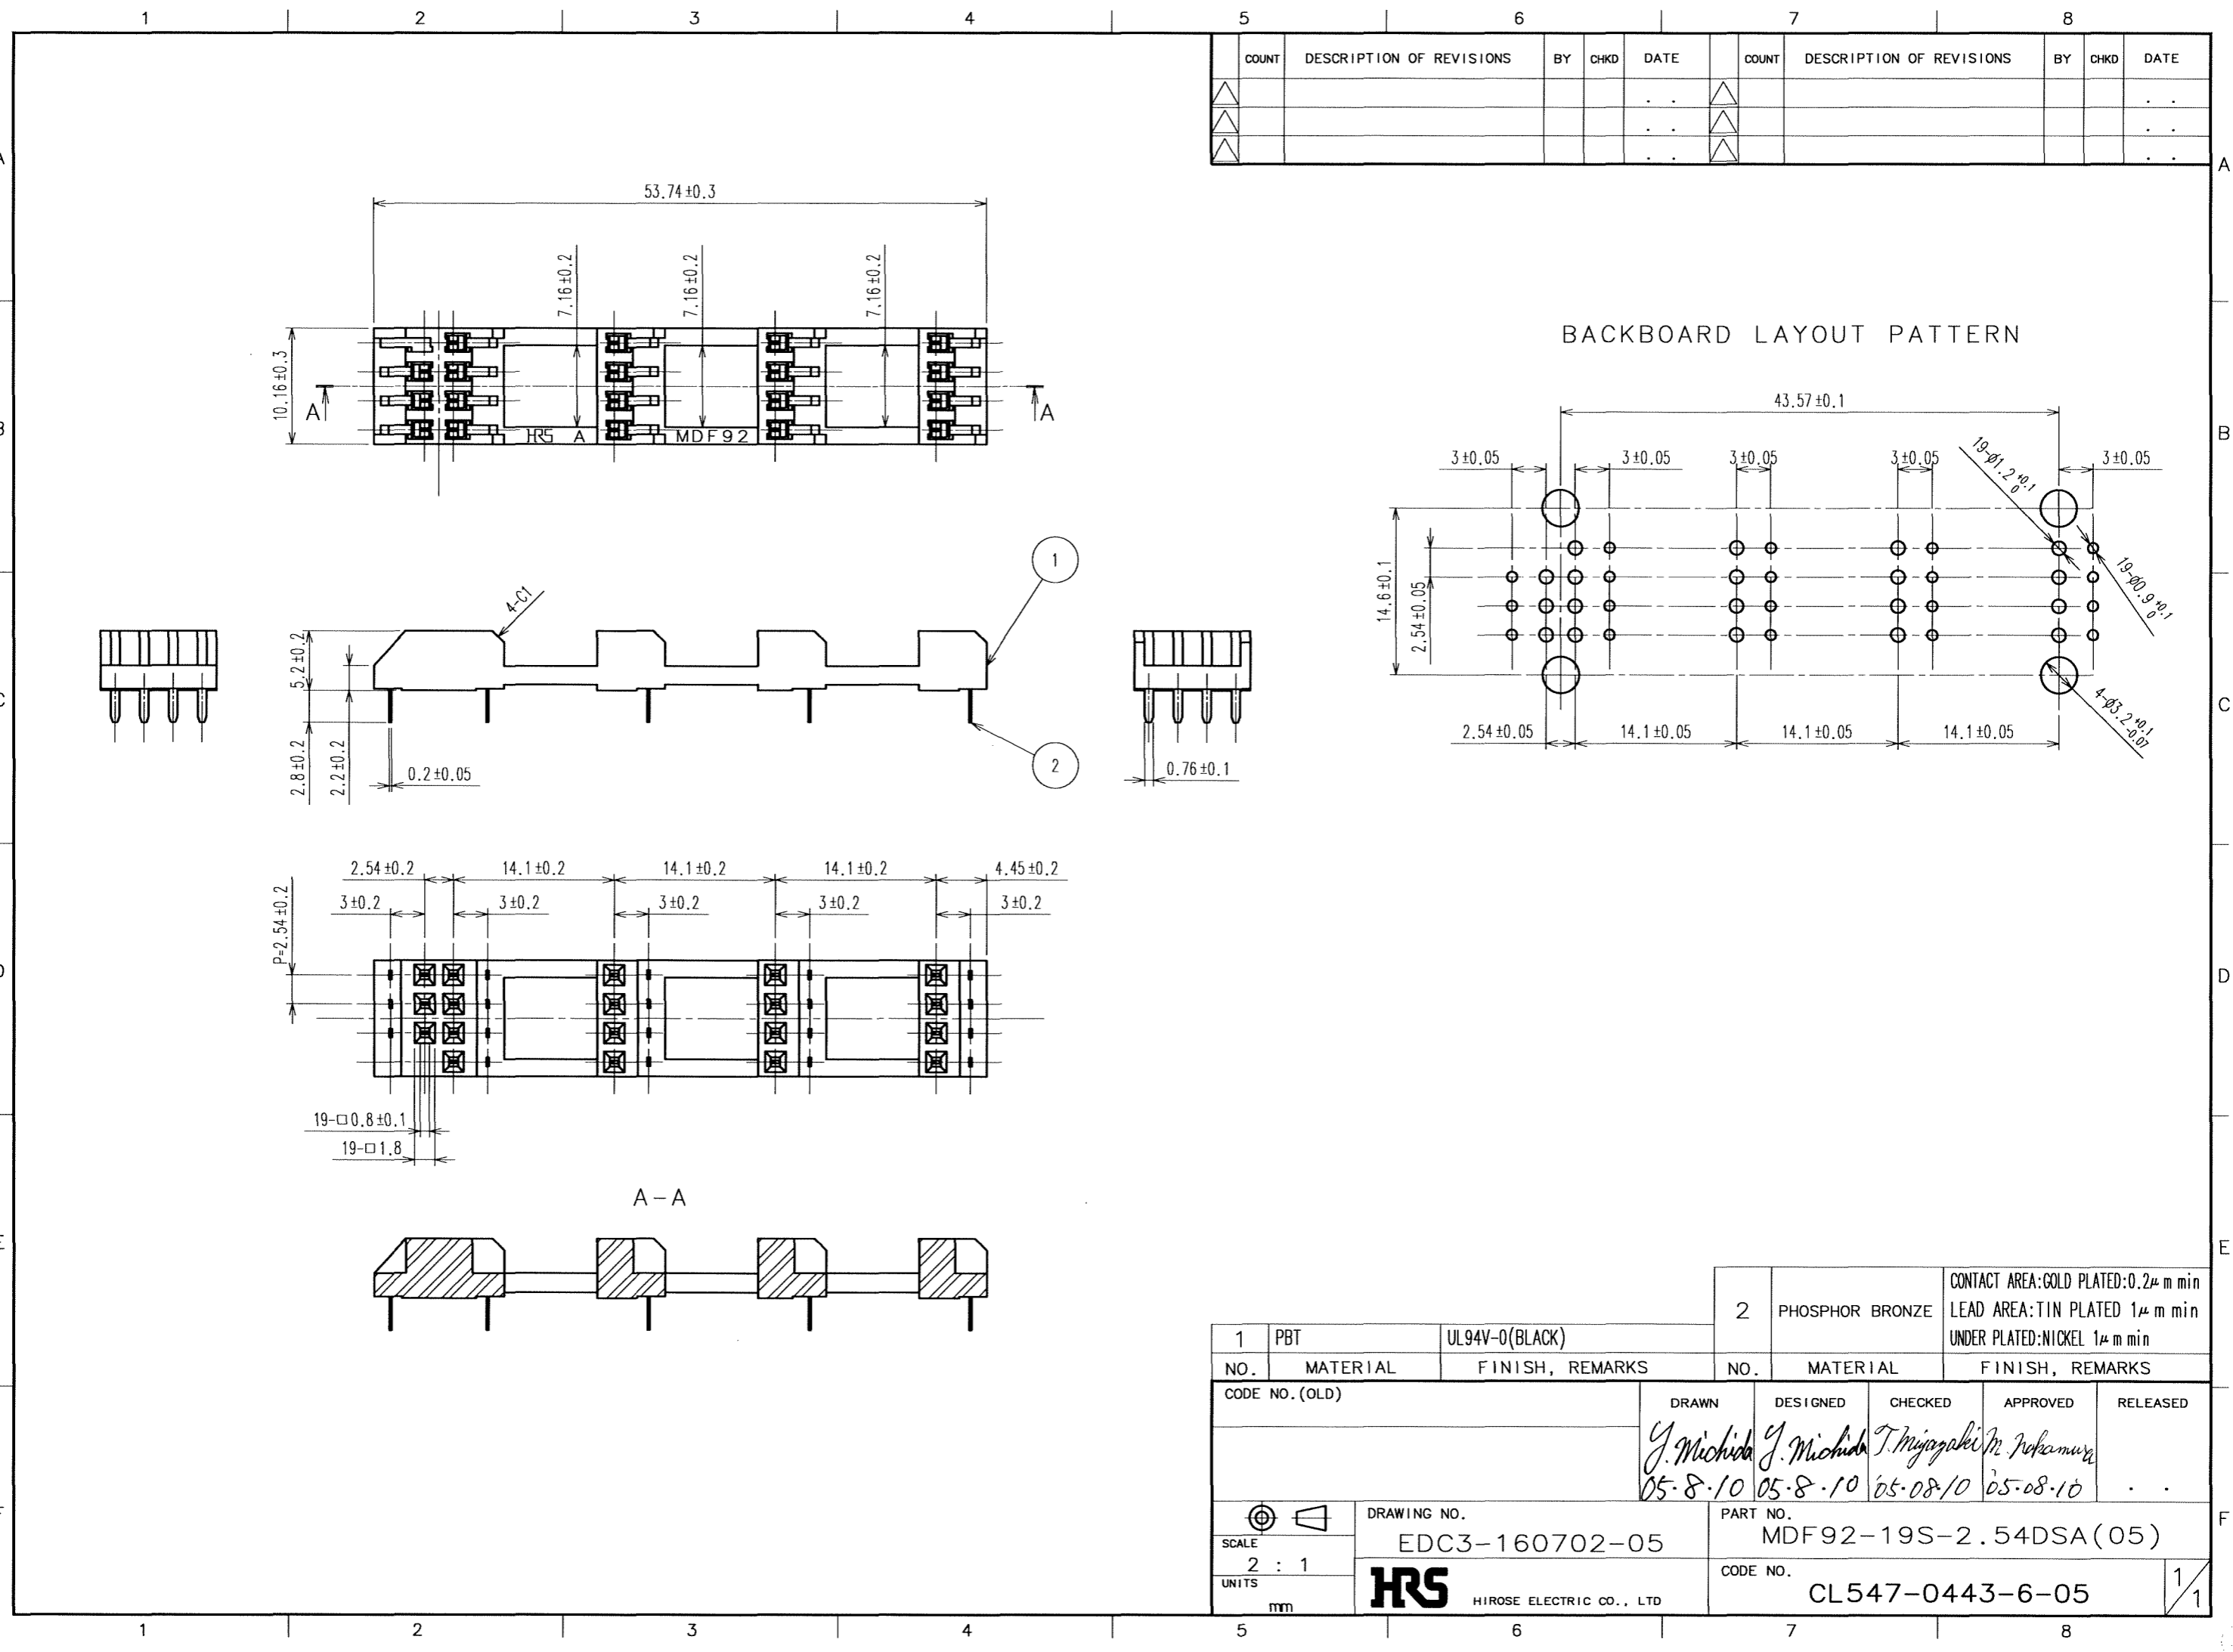 1 2 3 4 5 6 7 8
COUNT DESCRIPTION OF REVISIONS BY CHKD DATE COUNT DESCRIPTION OF REVISIONS BY CHKD DATE
A
53.74±0.3
7.16±0.2 7.16±0.2 7.16±0.2
10.16±0.3
A A
HRS A MDF92
BACKBOARD LAYOUT PATTERN
43.57±0.1
B
3±0.05 3±0.05 3±0.05 3±0.05 3±0.05
19-ø1.2 +0.1 0
19-ø0.9 +0.1 0
14.6±0.1
2.54±0.05
4-ø3.2 +0.1 -0.07
2.54±0.05 14.1±0.05 14.1±0.05 14.1±0.05
C
1
4-C1
5.2±0.2
2.8±0.2
2.2±0.2
0.2±0.05
2
0.76±0.1
2.54±0.2 14.1±0.2 14.1±0.2 14.1±0.2 4.45±0.2
3±0.2 3±0.2 3±0.2 3±0.2 3±0.2
P=2.54±0.2
D
19-□0.8±0.1
19-□1.8
A-A
E
2 PHOSPHOR BRONZE CONTACT AREA:GOLD PLATED:0.2μm min
LEAD AREA:TIN PLATED 1μm min
UNDER PLATED:NICKEL 1μm min
1 PBT UL94V-0(BLACK)
NO. MATERIAL FINISH, REMARKS NO. MATERIAL FINISH, REMARKS
CODE NO.(OLD)
DRAWN DESIGNED CHECKED APPROVED RELEASED
Y.Michida Y.Michida T.Miyazaki M.Nakamura
05.8.10 05.8.10 '05.08.10 '05.08.10
SCALE
2 : 1
UNITS
mm
DRAWING NO.
EDC3-160702-05
PART NO.
MDF92-19S-2.54DSA(05)
HRS HIROSE ELECTRIC CO., LTD
CODE NO.
CL547-0443-6-05
1/1
F
1 2 3 4 5 6 7 8